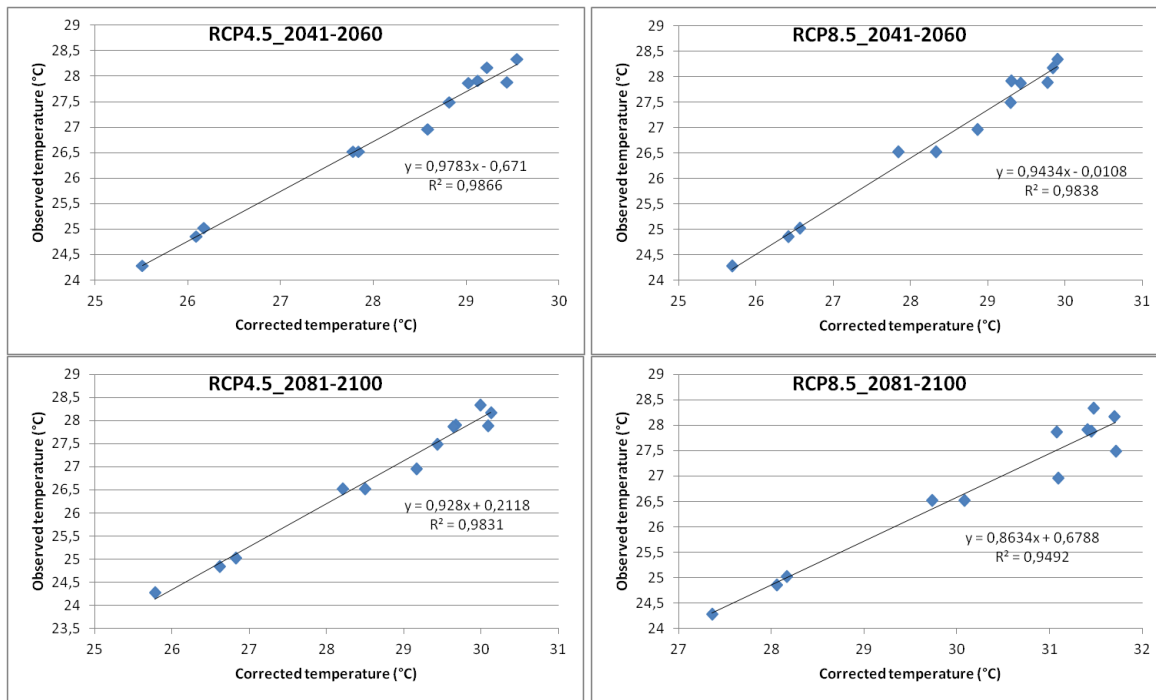 RCP4.5_2041-2060
Observed temperature (°C)
29
28,5
28
27,5
27
26,5
26
25,5
25
24,5
24
y = 0,9783x - 0,671
R² = 0,9866
25 26 27 28 29 30
Corrected temperature (°C)
RCP8.5_2041-2060
Observed temperature (°C)
29
28,5
28
27,5
27
26,5
26
25,5
25
24,5
24
y = 0,9434x - 0,0108
R² = 0,9838
25 26 27 28 29 30 31
Corrected temperature (°C)
RCP4.5_2081-2100
Observed temperature (°C)
29
28,5
28
27,5
27
26,5
26
25,5
25
24,5
24
23,5
y = 0,928x + 0,2118
R² = 0,9831
25 26 27 28 29 30 31
Corrected temperature (°C)
RCP8.5_2081-2100
Observed temperature (°C)
29
28,5
28
27,5
27
26,5
26
25,5
25
24,5
24
y = 0,8634x + 0,6788
R² = 0,9492
27 28 29 30 31 32
Corrected temperature (°C)